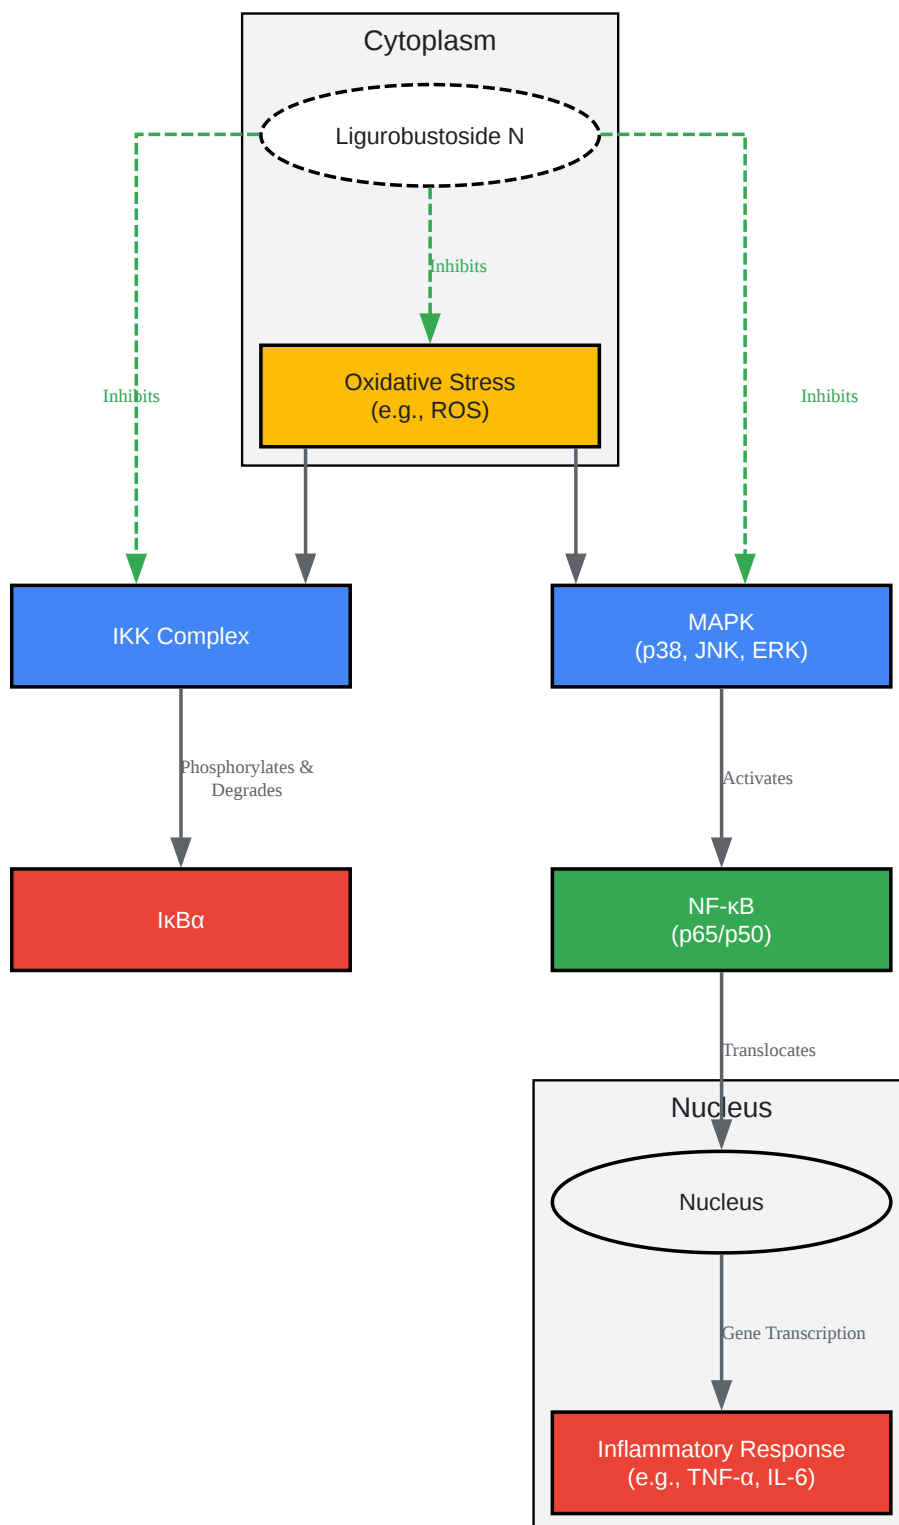 Cytoplasm
Ligurobustoside N
Inhibits
Oxidative Stress
(e.g., ROS)
Inhibits
Inhibits
IKK Complex
MAPK
(p38, JNK, ERK)
Phosphorylates &
Degrades
Activates
IκBα
NF-κB
(p65/p50)
Translocates
Nucleus
Nucleus
Gene Transcription
Inflammatory Response
(e.g., TNF-α, IL-6)